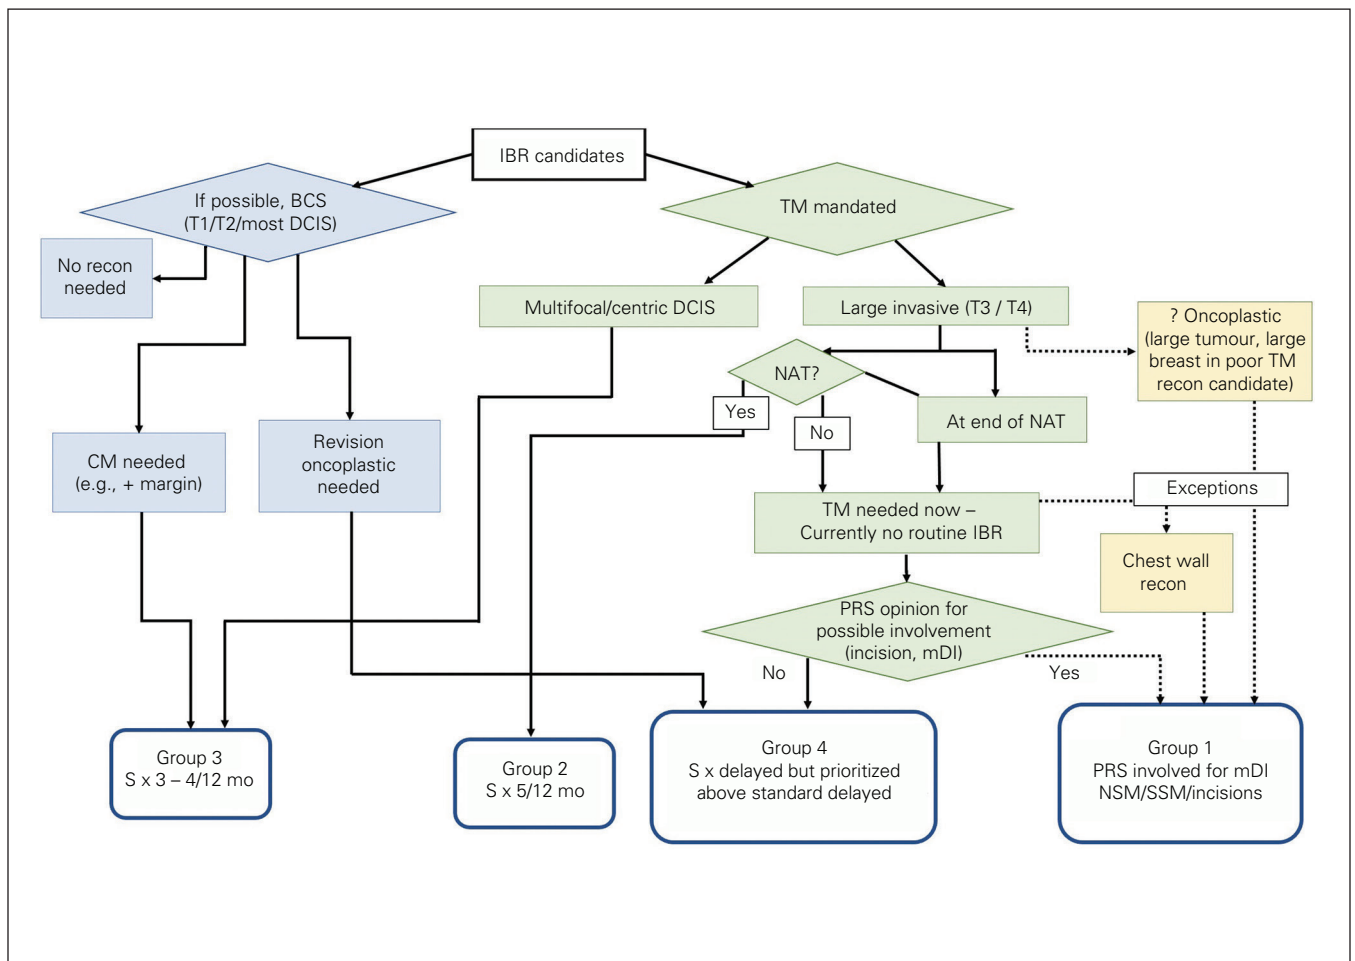 IBR candidates
If possible, BCS
(T1/T2/most DCIS)
TM mandated
No recon
needed
Multifocal/centric DCIS
Large invasive (T3 / T4)
? Oncoplastic
(large tumour, large
breast in poor TM
recon candidate)
NAT?
Yes
No
At end of NAT
CM needed
(e.g., + margin)
Revision
oncoplastic
needed
Exceptions
TM needed now –
Currently no routine IBR
Chest wall
recon
PRS opinion for
possible involvement
(incision, mDI)
No
Yes
Group 3
S x 3 – 4/12 mo
Group 2
S x 5/12 mo
Group 4
S x delayed but prioritized
above standard delayed
Group 1
PRS involved for mDI
NSM/SSM/incisions